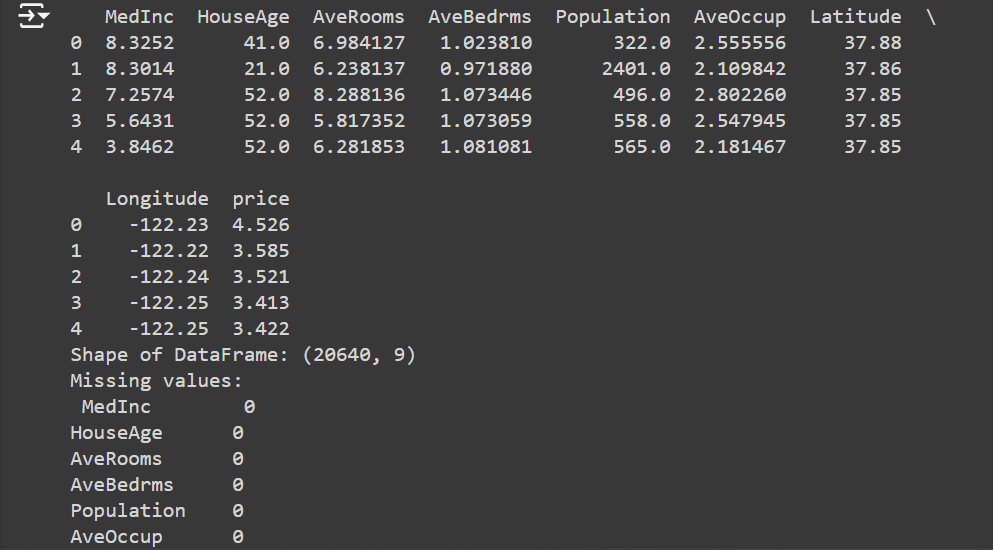 MedInc  HouseAge  AveRooms  AveBedrms  Population  AveOccup  Latitude  \
0  8.3252      41.0  6.984127   1.023810       322.0  2.555556     37.88
1  8.3014      21.0  6.238137   0.971880      2401.0  2.109842     37.86
2  7.2574      52.0  8.288136   1.073446       496.0  2.802260     37.85
3  5.6431      52.0  5.817352   1.073059       558.0  2.547945     37.85
4  3.8462      52.0  6.281853   1.081081       565.0  2.181467     37.85

   Longitude  price
0    -122.23  4.526
1    -122.22  3.585
2    -122.24  3.521
3    -122.25  3.413
4    -122.25  3.422
Shape of DataFrame: (20640, 9)
Missing values:
 MedInc        0
HouseAge      0
AveRooms      0
AveBedrms     0
Population    0
AveOccup      0